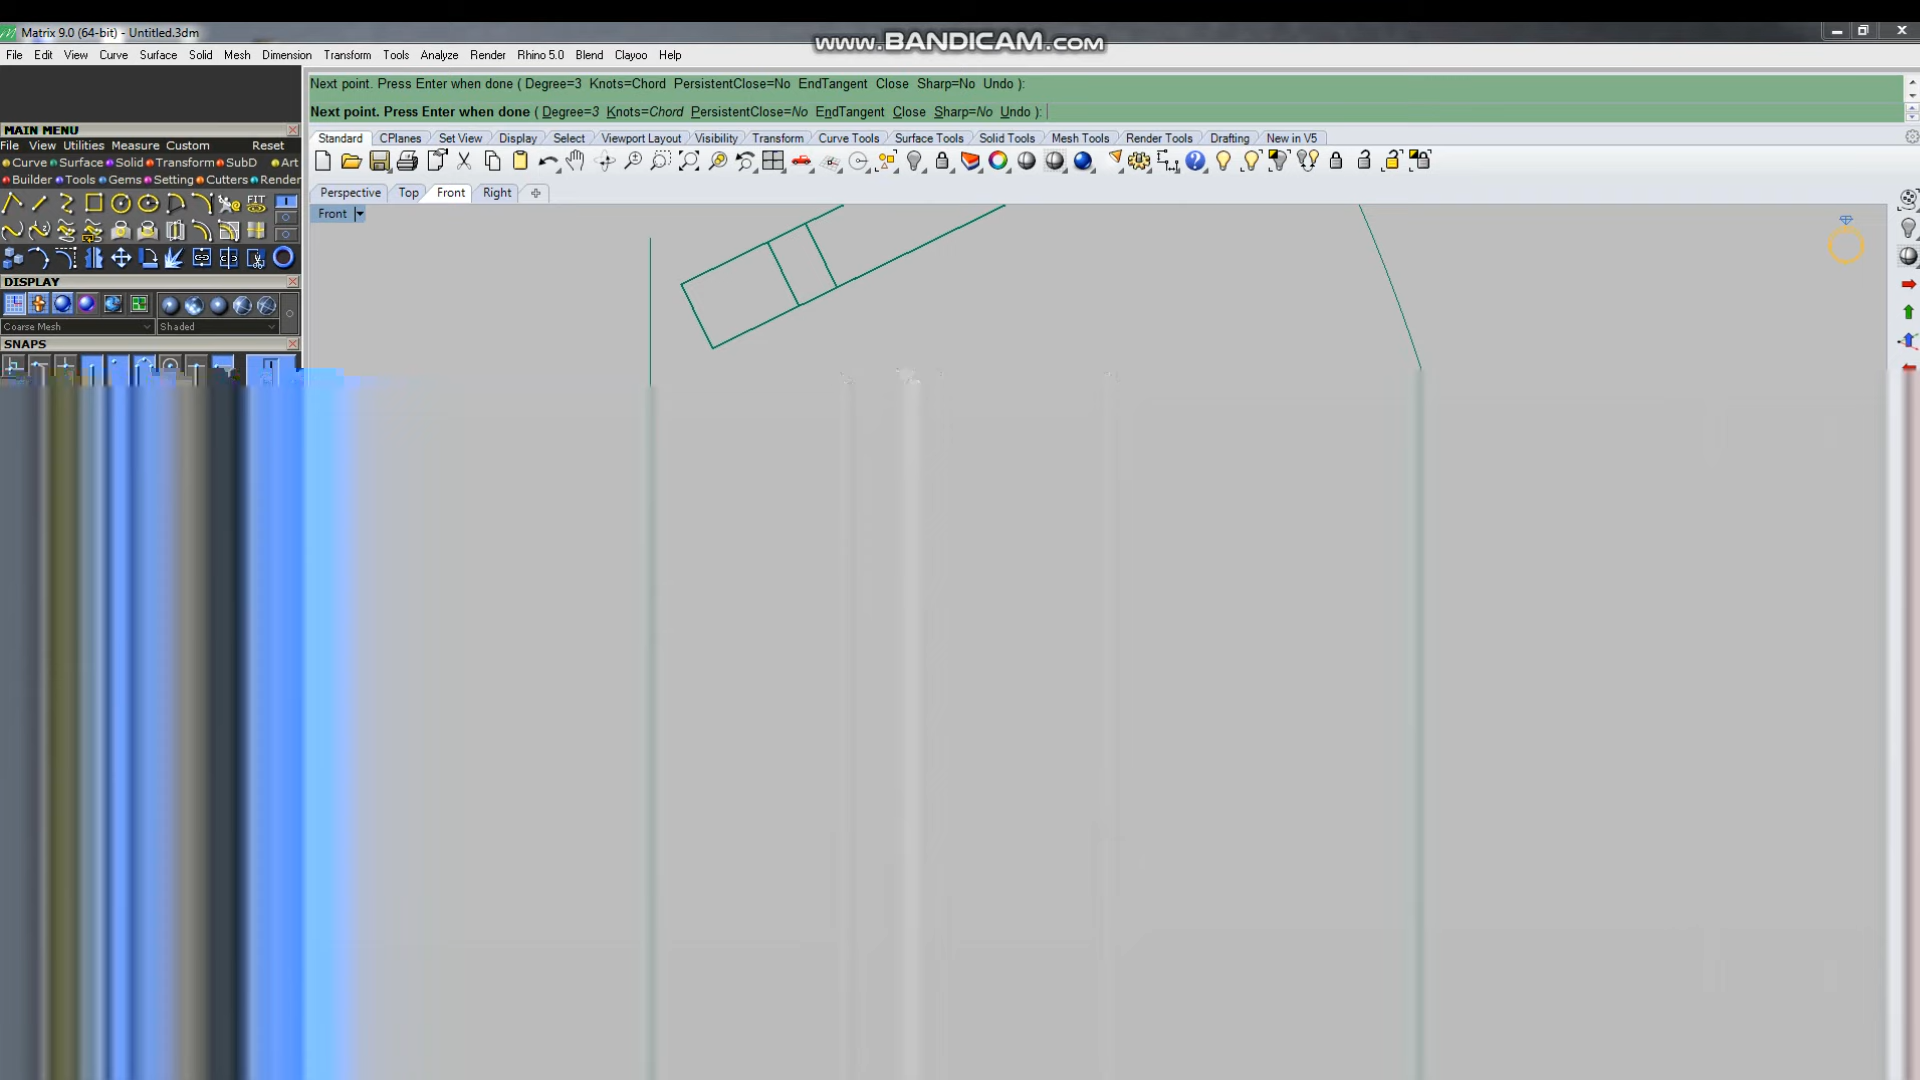 Matrix 9.0 (64-bit) - Untitled.3dm
www.BANDICAM.com
File Edit View Curve Surface Solid Mesh Dimension Transform Tools Analyze Render Rhino 5.0 Blend Clayoo Help
Next point. Press Enter when done ( Degree=3 Knots=Chord PersistentClose=No EndTangent Close Sharp=No Undo ):
Next point. Press Enter when done ( Degree=3 Knots=Chord PersistentClose=No EndTangent Close Sharp=No Undo ):
MAIN MENU
File View Utilities Measure Custom Reset
Curve Surface Solid Transform SubD Art
Builder Tools Gems Setting Cutters Render
FIT
Standard CPlanes Set View Display Select Viewport Layout Visibility Transform Curve Tools Surface Tools Solid Tools Mesh Tools Render Tools Drafting New in V5
Perspective Top Front Right
Front
DISPLAY
Coarse Mesh Shaded
SNAPS